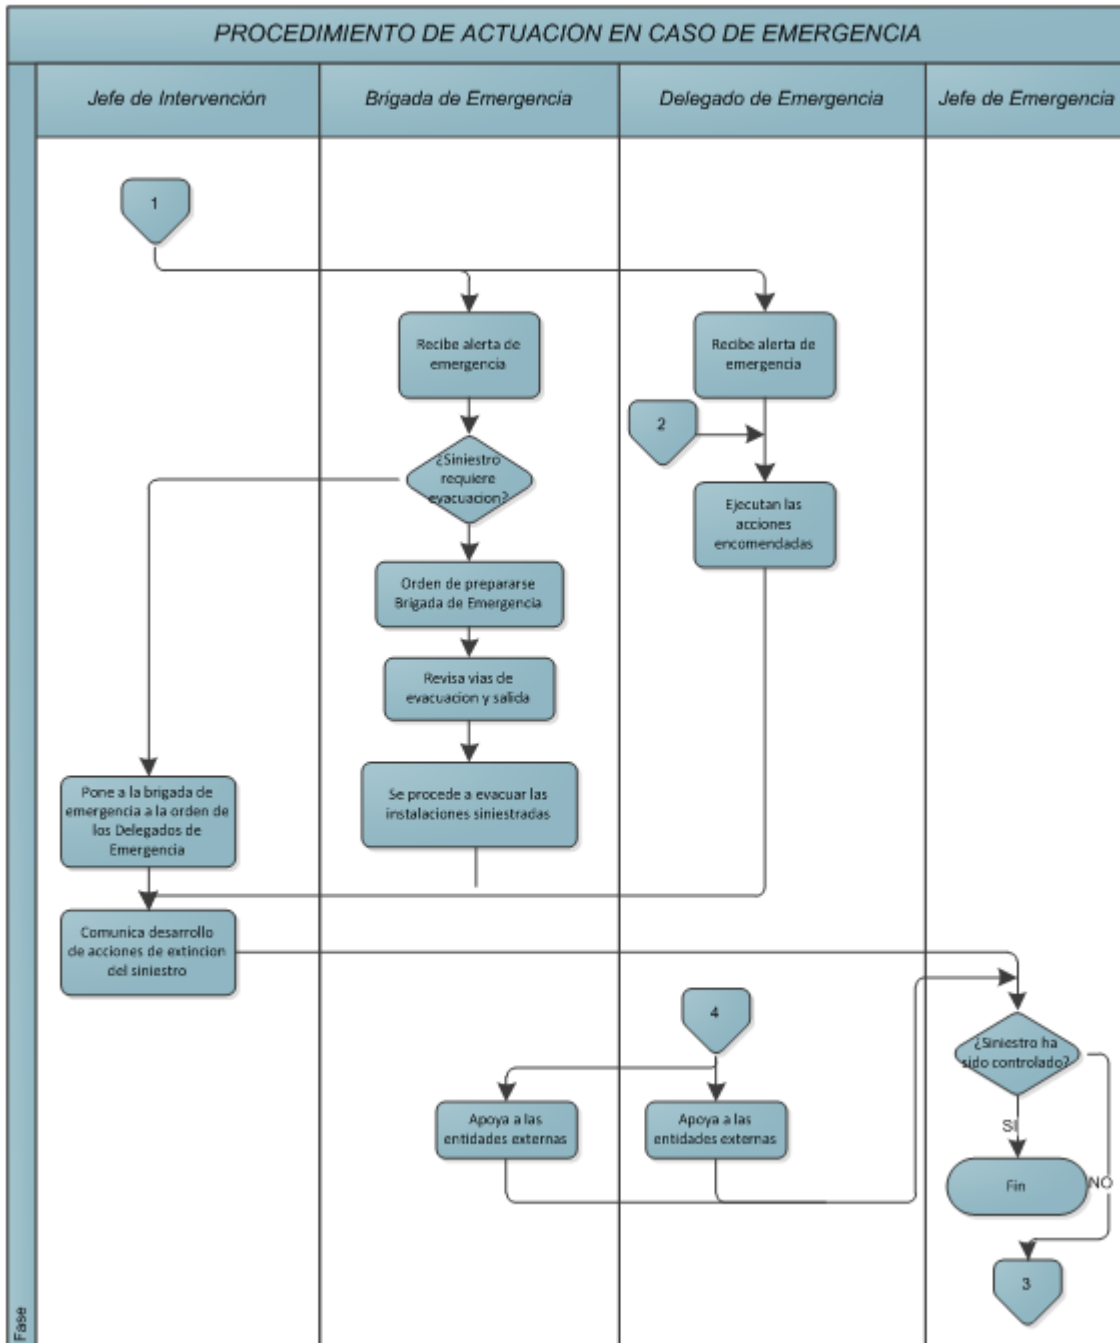 PROCEDIMIENTO DE ACTUACION EN CASO DE EMERGENCIA
Jefe de Intervención
Brigada de Emergencia
Delegado de Emergencia
Jefe de Emergencia
1
Recibe alerta de
emergencia
Recibe alerta de
emergencia
2
¿Siniestro
requiere
evacuacion?
Ejecutan las
acciones
encomendadas
Orden de prepararse
Brigada de Emergencia
Revisa vias de
evacuacion y salida
Pone a la brigada de
emergencia a la orden de
los Delegados de
Emergencia
Se procede a evacuar las
instalaciones siniestradas
Comunica desarrollo
de acciones de extincion
del siniestro
4
¿Siniestro ha
sido controlado?
Apoya a las
entidades externas
Apoya a las
entidades externas
SI
Fin
NO
3
Fase